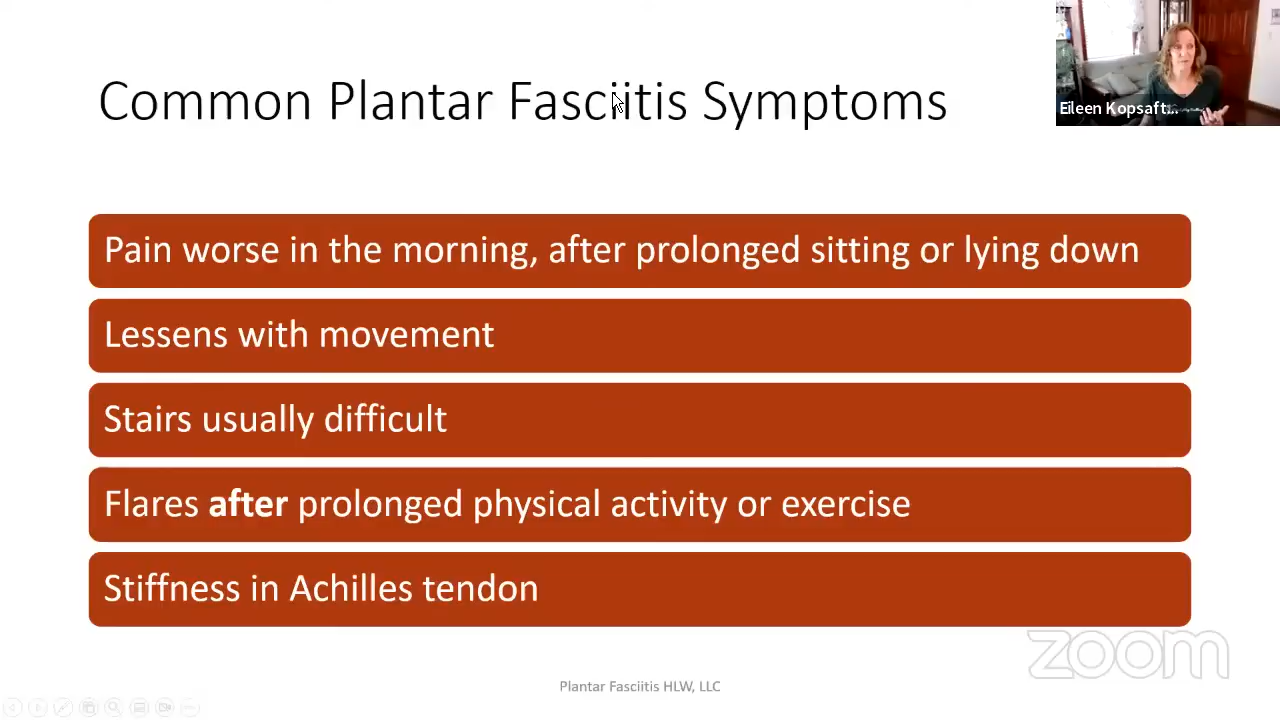 Common Plantar Fasciitis Symptoms
Eileen Kopsaft...
Pain worse in the morning, after prolonged sitting or lying down
Lessens with movement
Stairs usually difficult
Flares after prolonged physical activity or exercise
Stiffness in Achilles tendon
zoom
Plantar Fasciitis HLW, LLC